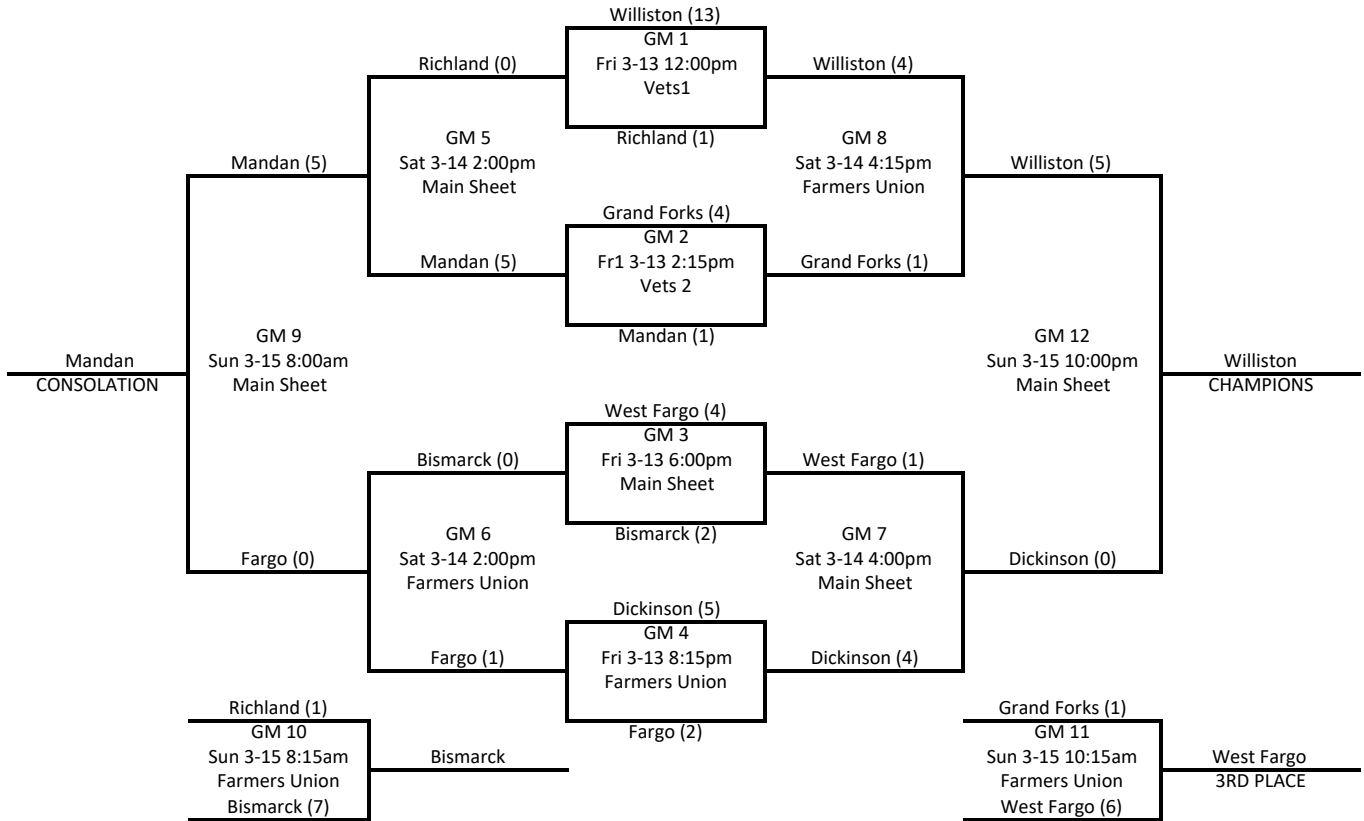 Williston (13)
GM 1
Richland (0)
Fri 3-13 12:00pm
Williston (4)
Vets1
Richland (1)
GM 5
GM 8
Mandan (5)
Sat 3-14 2:00pm
Sat 3-14 4:15pm
Williston (5)
Main Sheet
Farmers Union
Grand Forks (4)
GM 2
Mandan (5)
Fr1 3-13 2:15pm
Grand Forks (1)
Vets 2
Mandan (1)
GM 9
GM 12
Mandan
Sun 3-15 8:00am
Sun 3-15 10:00pm
Williston
CONSOLATION
Main Sheet
Main Sheet
CHAMPIONS
West Fargo (4)
GM 3
Bismarck (0)
Fri 3-13 6:00pm
West Fargo (1)
Main Sheet
Bismarck (2)
GM 6
GM 7
Fargo (0)
Sat 3-14 2:00pm
Sat 3-14 4:00pm
Dickinson (0)
Farmers Union
Main Sheet
Dickinson (5)
GM 4
Fargo (1)
Fri 3-13 8:15pm
Dickinson (4)
Farmers Union
Fargo (2)
Richland (1)
GM 10
Sun 3-15 8:15am
Bismarck
Farmers Union
Bismarck (7)
Grand Forks (1)
GM 11
Sun 3-15 10:15am
West Fargo
Farmers Union
3RD PLACE
West Fargo (6)